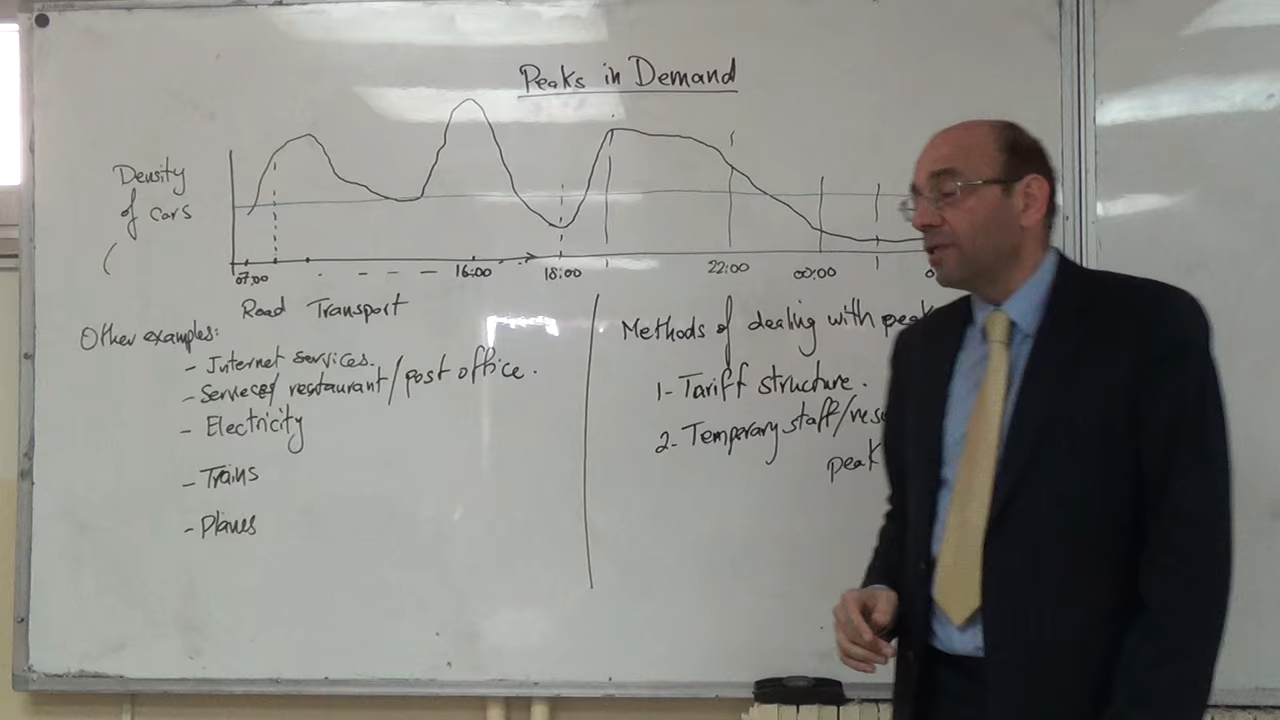 Peaks in Demand
Density
of cars
07:00
16:00
18:00
22:00
00:00
Road Transport
Other examples:
- Internet services.
- Services/restaurant/post office.
- Electricity
- Trains
- Planes
Methods of dealing with peak
1- Tariff structure.
2- Temporary staff/
peak